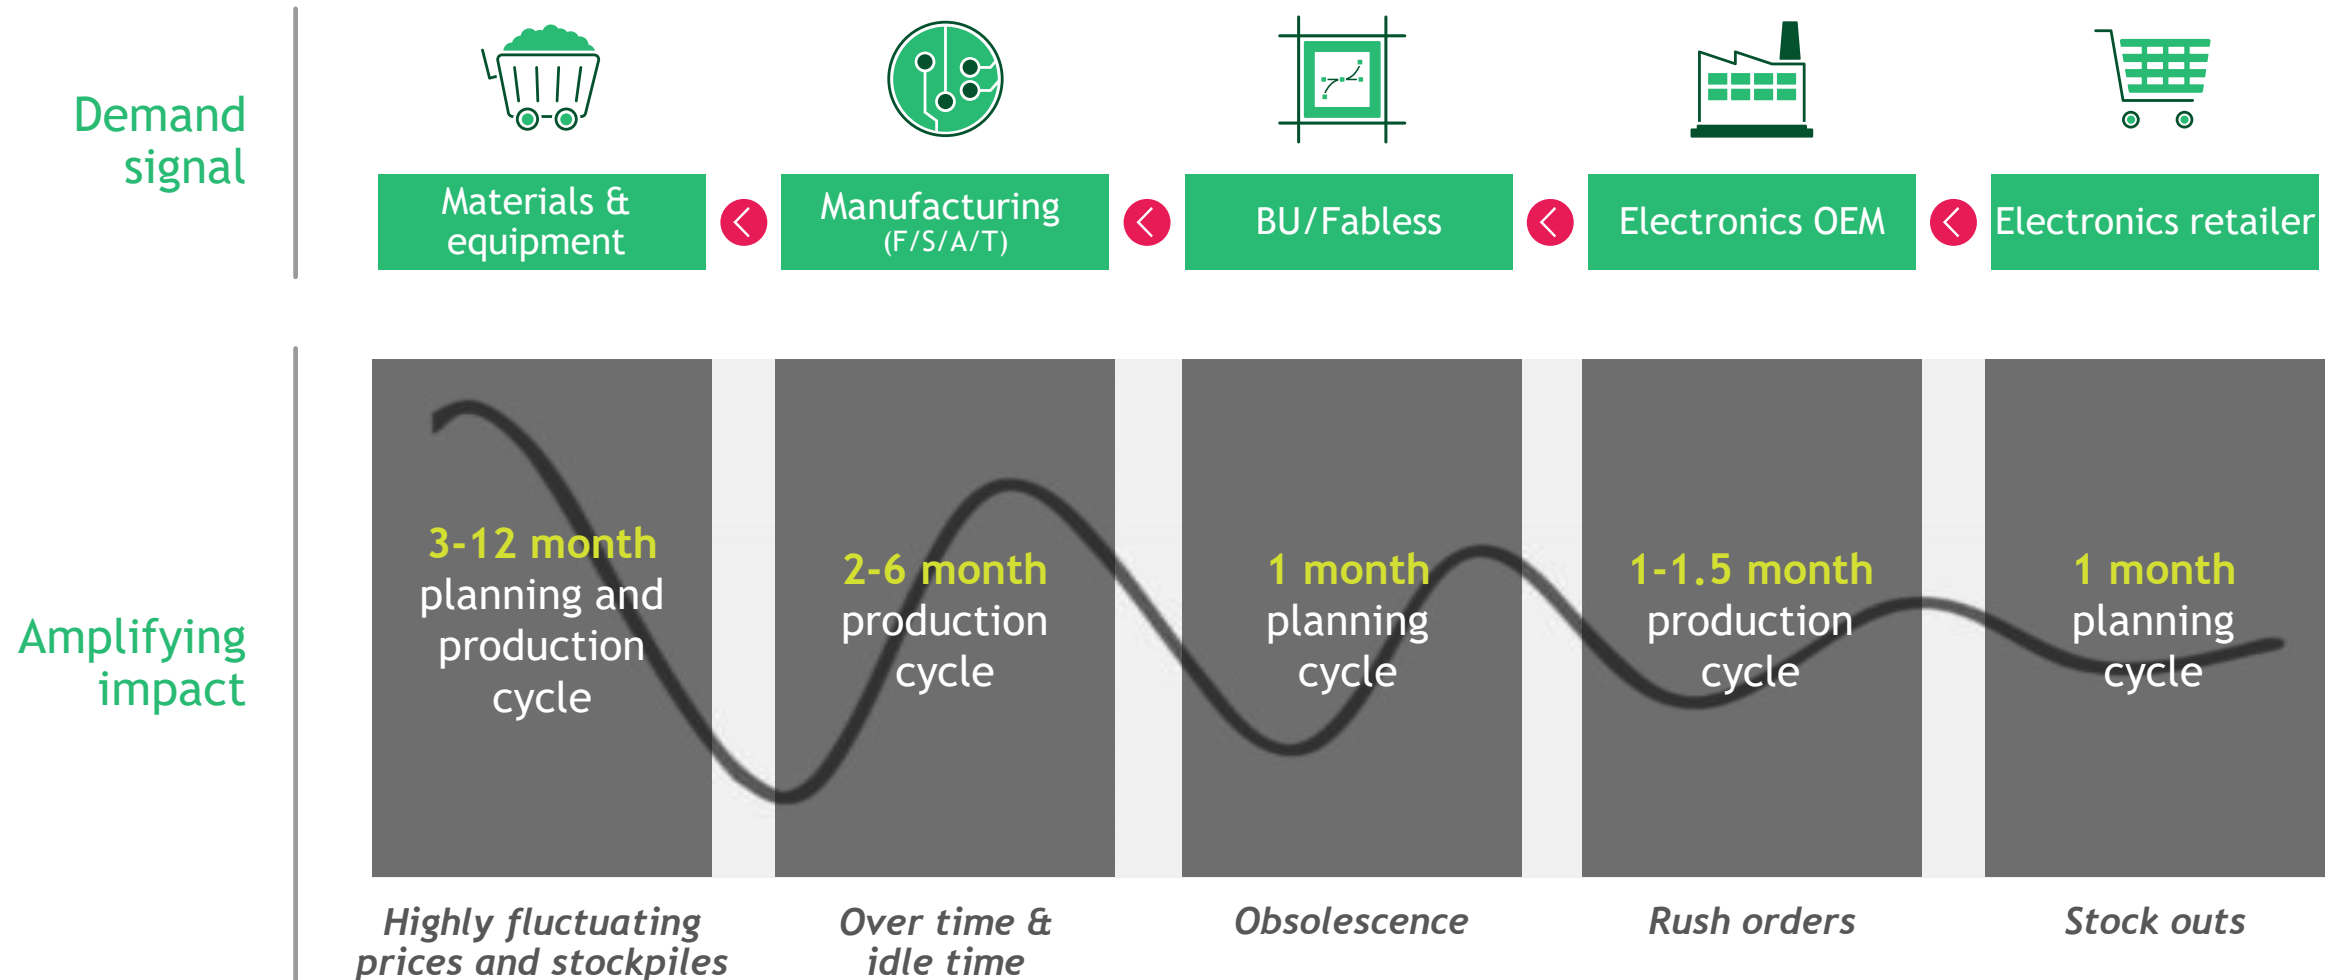 Demand
signal
Materials &
equipment
Manufacturing
(F/S/A/T)
BU/Fabless
Electronics OEM
Electronics retailer
Amplifying
impact
3-12 month
planning and
production
cycle
2-6 month
production
cycle
1 month
planning
cycle
1-1.5 month
production
cycle
1 month
planning
cycle
Highly fluctuating
prices and stockpiles
Over time &
idle time
Obsolescence
Rush orders
Stock outs